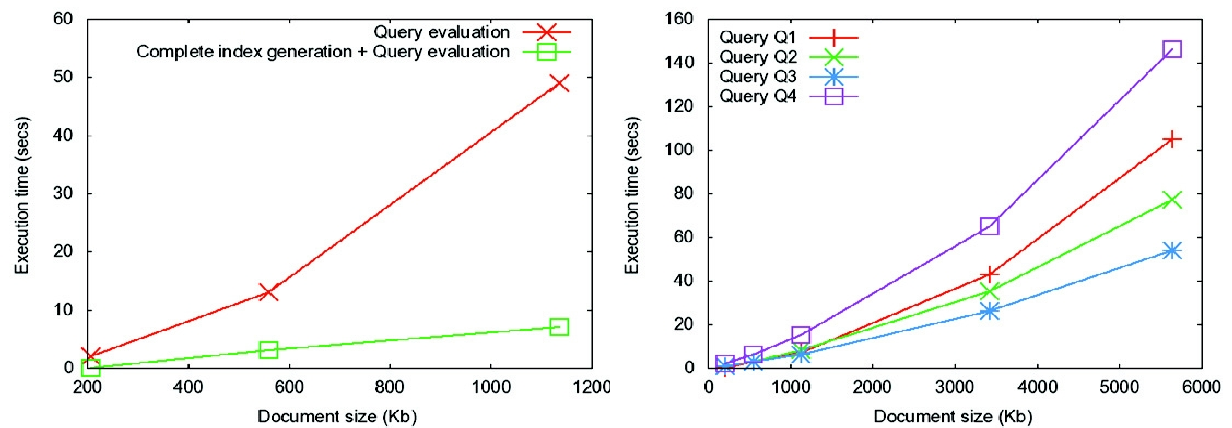 60
50
40
30
20
10
0
200 400 600 800 1000 1200
Execution time (secs)
Document size (Kb)
Query evaluation
Complete index generation + Query evaluation
160
140
120
100
80
60
40
20
0
0 1000 2000 3000 4000 5000 6000
Execution time (secs)
Document size (Kb)
Query Q1
Query Q2
Query Q3
Query Q4